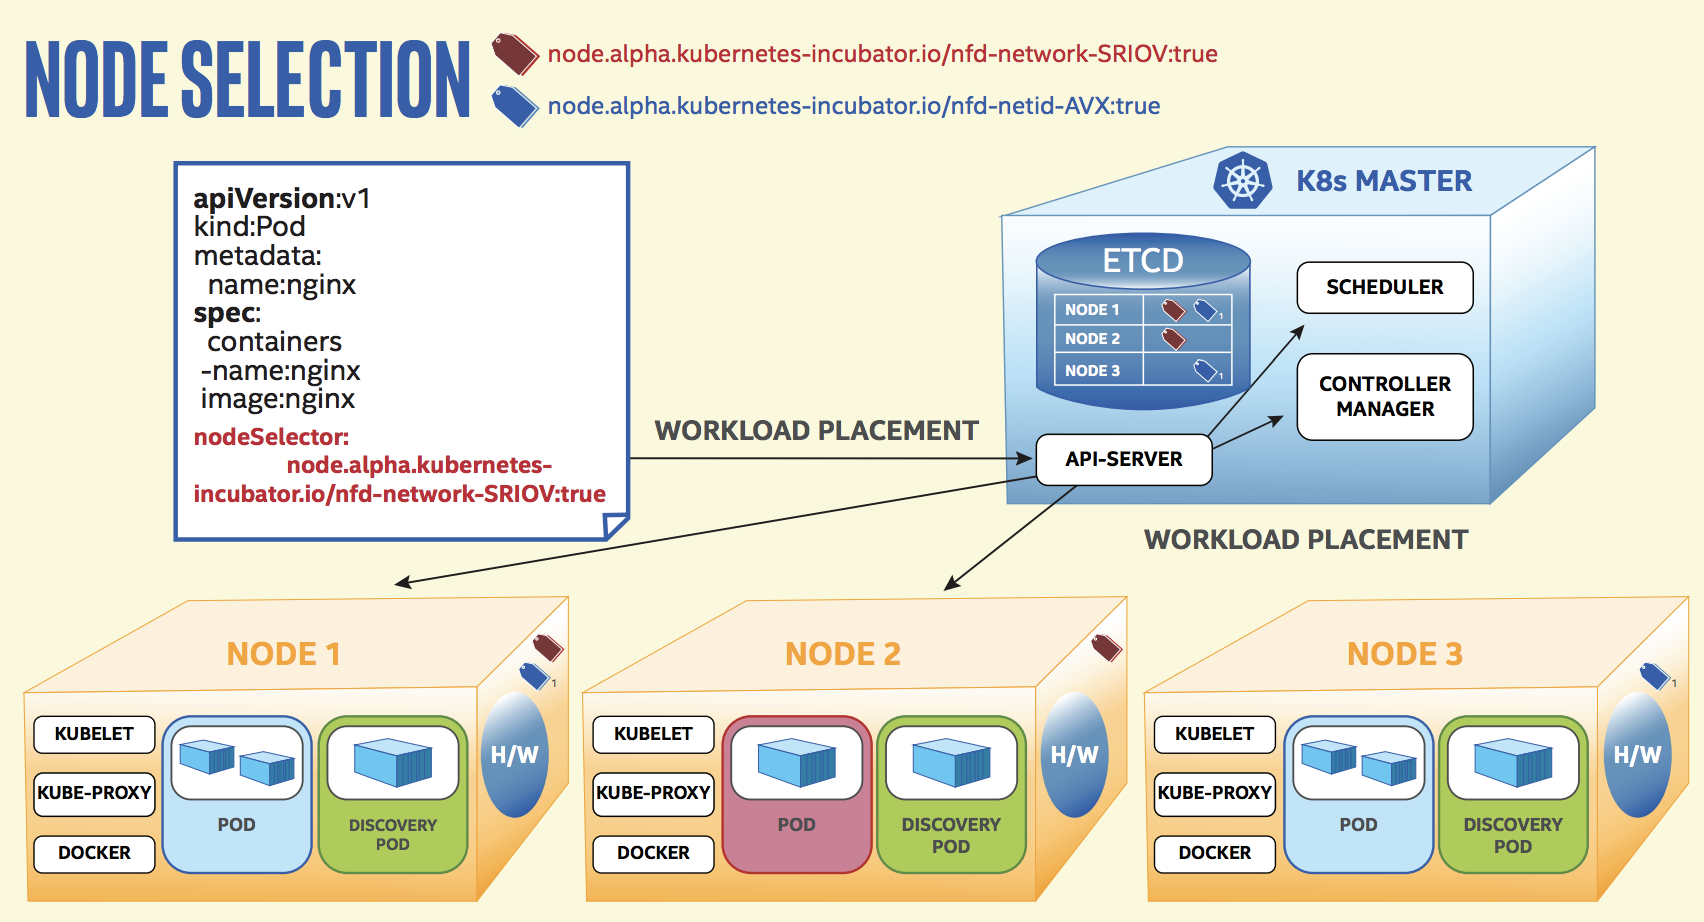 NODE SELECTION
node.alpha.kubernetes-incubator.io/nfd-network-SRIOV:true
node.alpha.kubernetes-incubator.io/nfd-netid-AVX:true
apiVersion:v1
kind:Pod
metadata:
name:nginx
spec:
containers
-name:nginx
image:nginx
nodeSelector:
node.alpha.kubernetes-
incubator.io/nfd-network-SRIOV:true
WORKLOAD PLACEMENT
K8s MASTER
ETCD
NODE 1 1
NODE 2
NODE 3 1
SCHEDULER
CONTROLLER
MANAGER
API-SERVER
WORKLOAD PLACEMENT
NODE 1
1
KUBELET
KUBE-PROXY
DOCKER
POD
DISCOVERY
POD
H/W
NODE 2
KUBELET
KUBE-PROXY
DOCKER
POD
DISCOVERY
POD
H/W
NODE 3
1
KUBELET
KUBE-PROXY
DOCKER
POD
DISCOVERY
POD
H/W